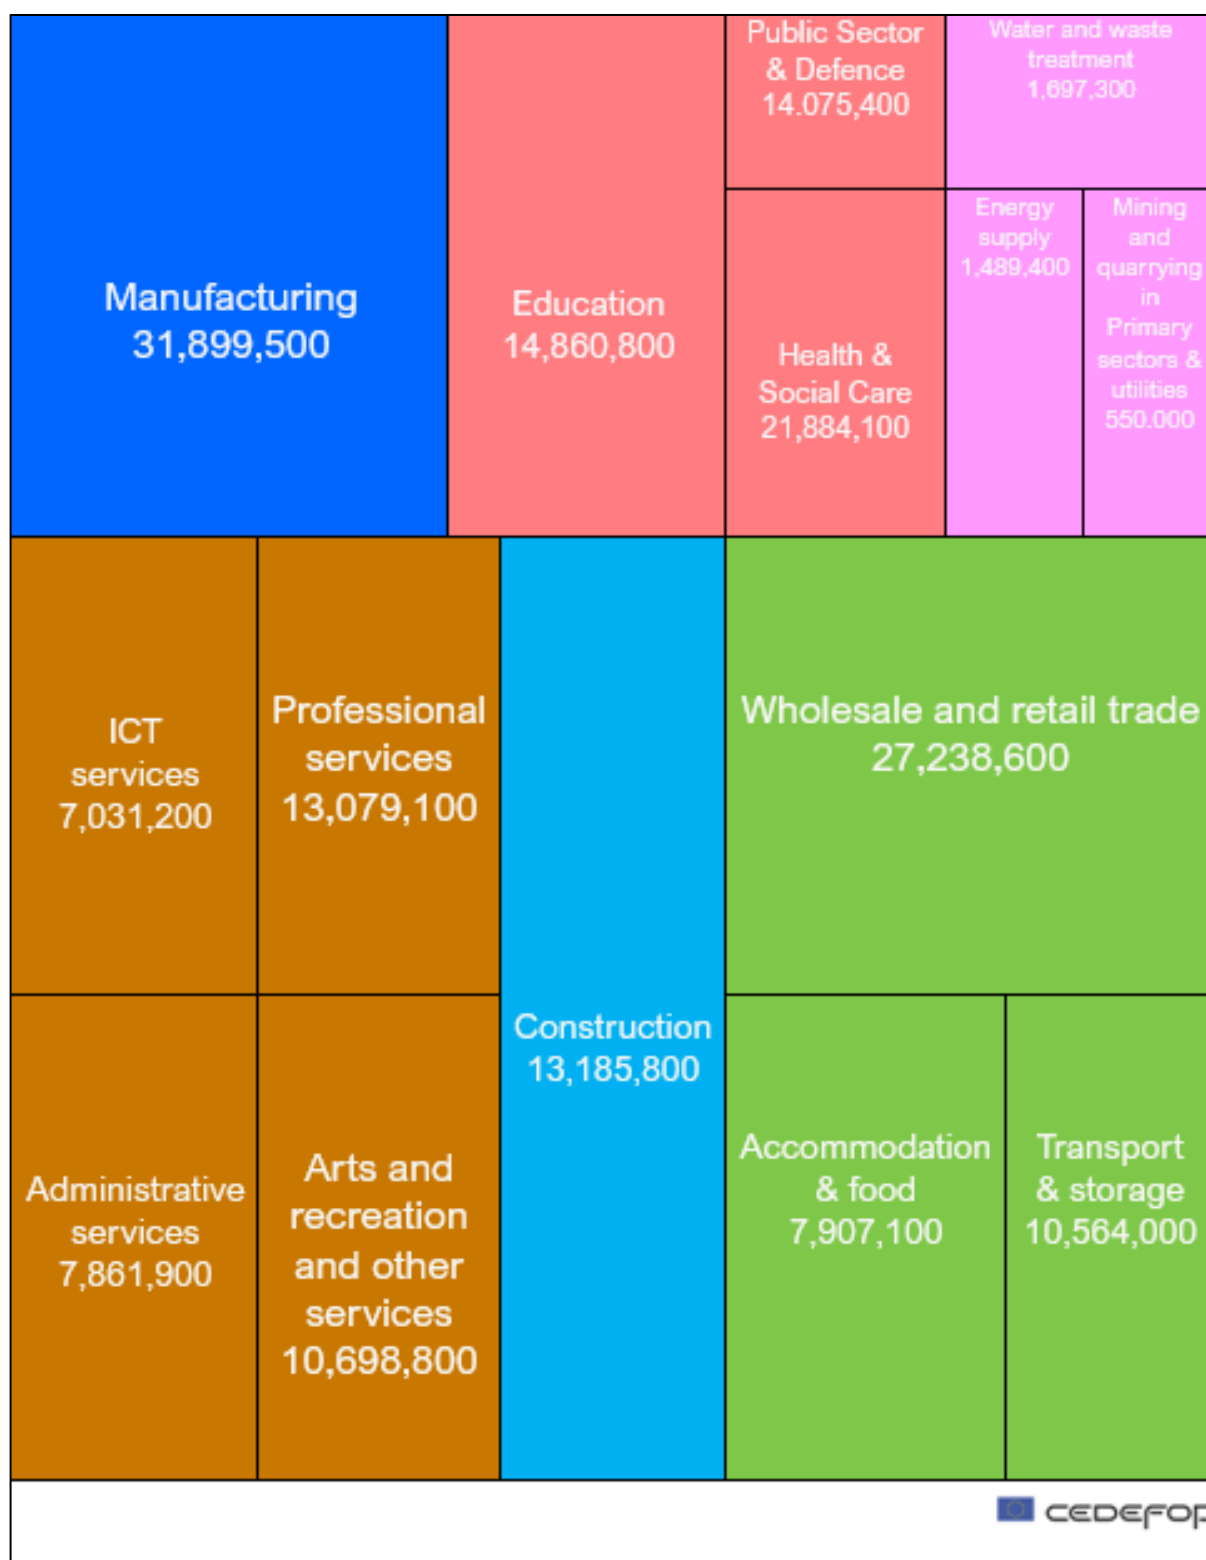 Manufacturing
31,899,500
Education
14,860,800
Public Sector
& Defence
14.075,400
Water and waste
treatment
1,697,300
Health &
Social Care
21,884,100
Energy
supply
1,489,400
Mining
and
quarrying
in
Primary
sectors &
utilities
550.000
ICT
services
7,031,200
Professional
services
13,079,100
Construction
13,185,800
Wholesale and retail trade
27,238,600
Administrative
services
7,861,900
Arts and
recreation
and other
services
10,698,800
Accommodation
& food
7,907,100
Transport
& storage
10,564,000
CEDEFOP